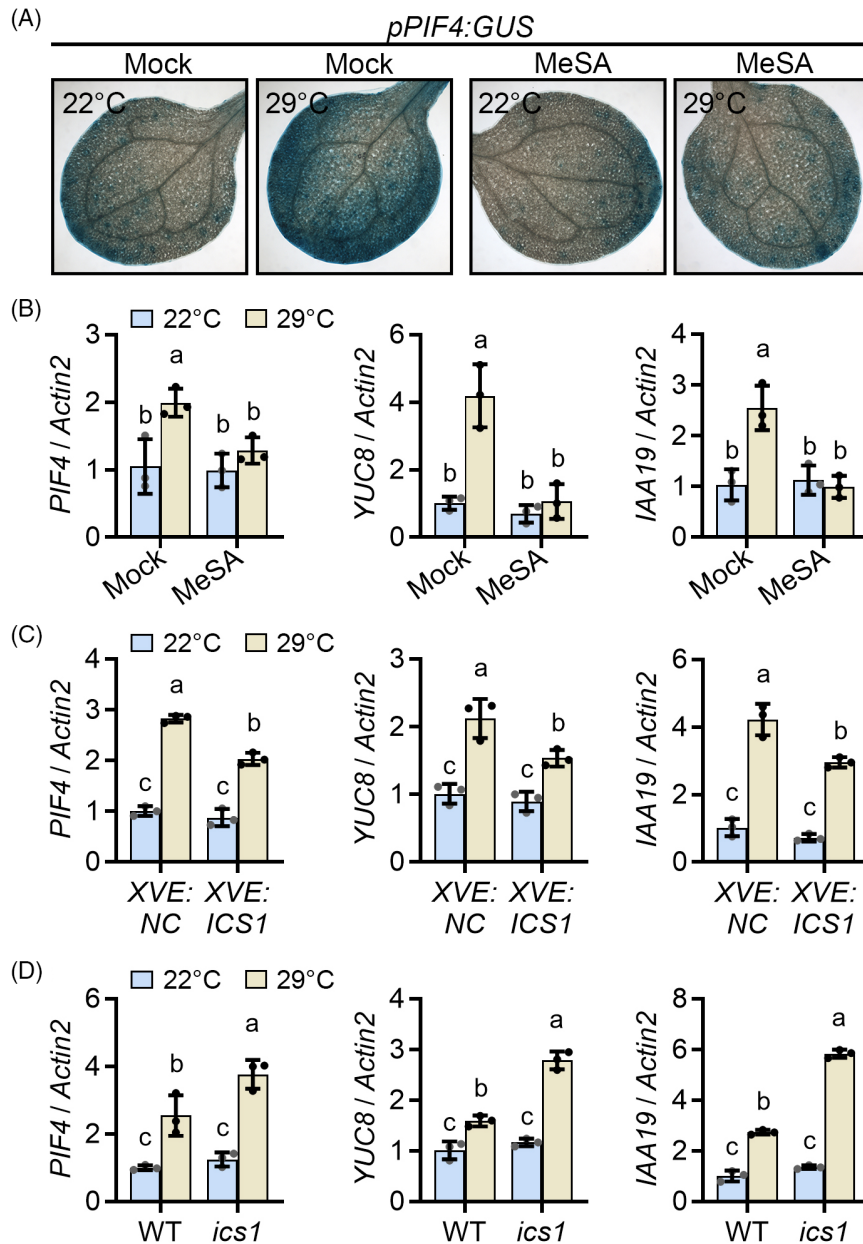 (A)
pPIF4:GUS
Mock Mock MeSA MeSA
22°C 29°C 22°C 29°C
(B)
22°C 29°C
PIF4 / Actin2
3
2
1
0
b a b b
Mock MeSA
YUC8 / Actin2
6
4
2
0
b a b b
Mock MeSA
IAA19 / Actin2
4
3
2
1
0
b a b b
Mock MeSA
(C)
22°C 29°C
PIF4 / Actin2
4
3
2
1
0
c a c b
XVE: XVE:
NC ICS1
YUC8 / Actin2
3
2
1
0
c a c b
XVE: XVE:
NC ICS1
IAA19 / Actin2
6
4
2
0
c a c b
XVE: XVE:
NC ICS1
(D)
22°C 29°C
PIF4 / Actin2
6
4
2
0
c b c a
WT ics1
YUC8 / Actin2
4
3
2
1
0
c b c a
WT ics1
IAA19 / Actin2
8
6
4
2
0
c b c a
WT ics1